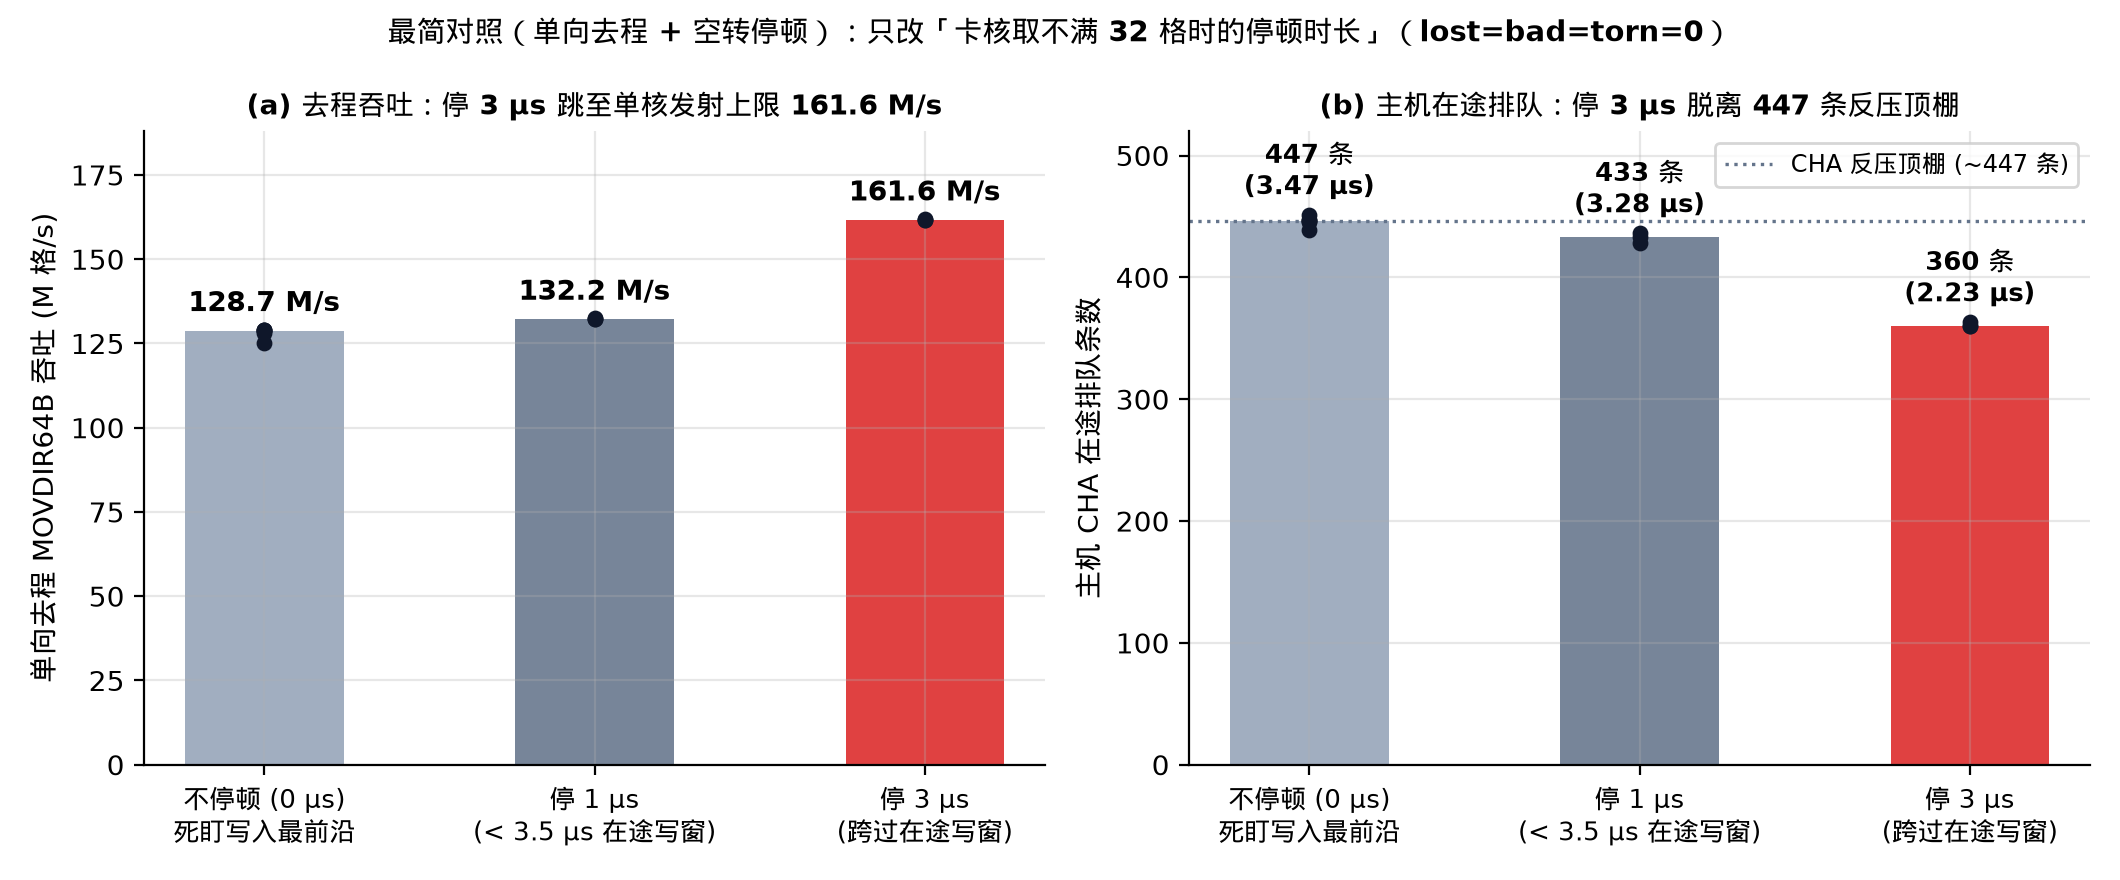 最简对照（单向去程 + 空转停顿）：只改「卡核取不满 32 格时的停顿时长」（lost=bad=torn=0）
(a) 去程吞吐：停 3 µs 跳至单核发射上限 161.6 M/s
单向去程 MOVDIR64B 吞吐 (M 格/s)
175
150
125
100
75
50
25
0
128.7 M/s
132.2 M/s
161.6 M/s
不停顿 (0 µs)
死盯写入最前沿
停 1 µs
(< 3.5 µs 在途写窗)
停 3 µs
(跨过在途写窗)
(b) 主机在途排队：停 3 µs 脱离 447 条反压顶棚
主机 CHA 在途排队条数
500
400
300
200
100
0
447 条
(3.47 µs)
433 条
(3.28 µs)
360 条
(2.23 µs)
CHA 反压顶棚 (~447 条)
不停顿 (0 µs)
死盯写入最前沿
停 1 µs
(< 3.5 µs 在途写窗)
停 3 µs
(跨过在途写窗)